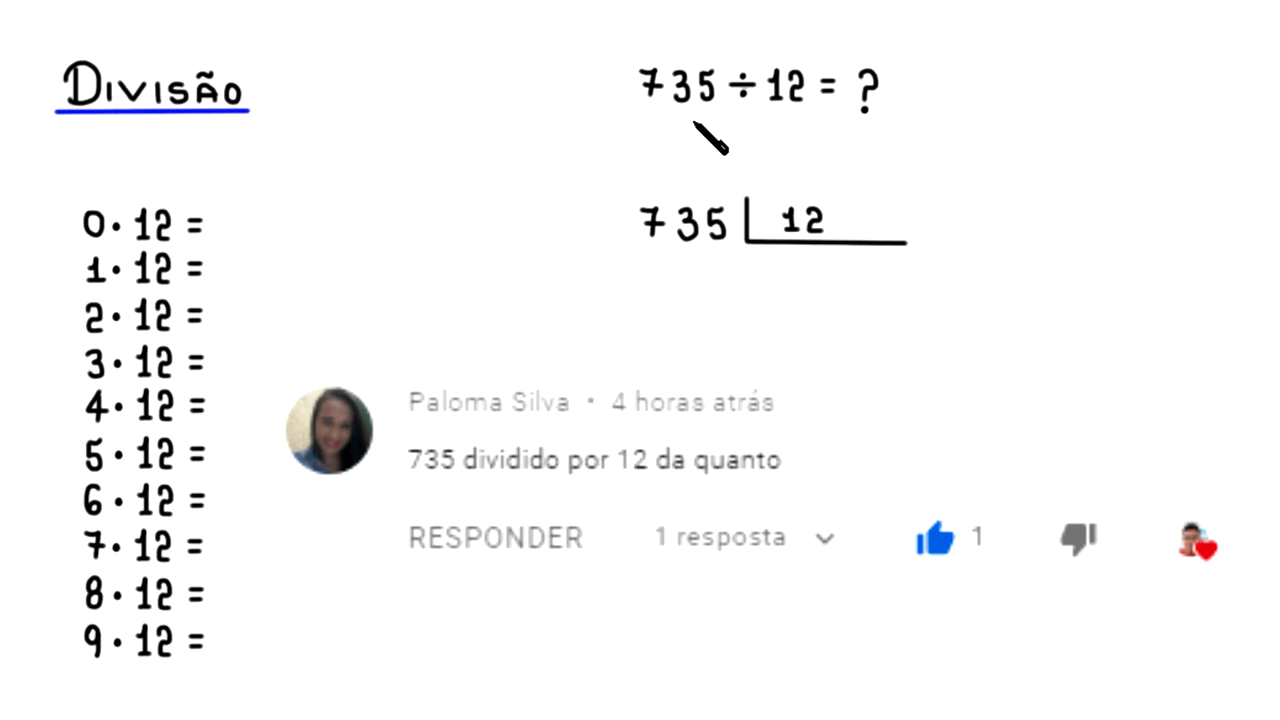 DIVISÃO
735 ÷ 12 = ?
735 12
0 · 12 =
1 · 12 =
2 · 12 =
3 · 12 =
4 · 12 =
5 · 12 =
6 · 12 =
7 · 12 =
8 · 12 =
9 · 12 =
Paloma Silva · 4 horas atrás
735 dividido por 12 da quanto
RESPONDER 1 resposta 1